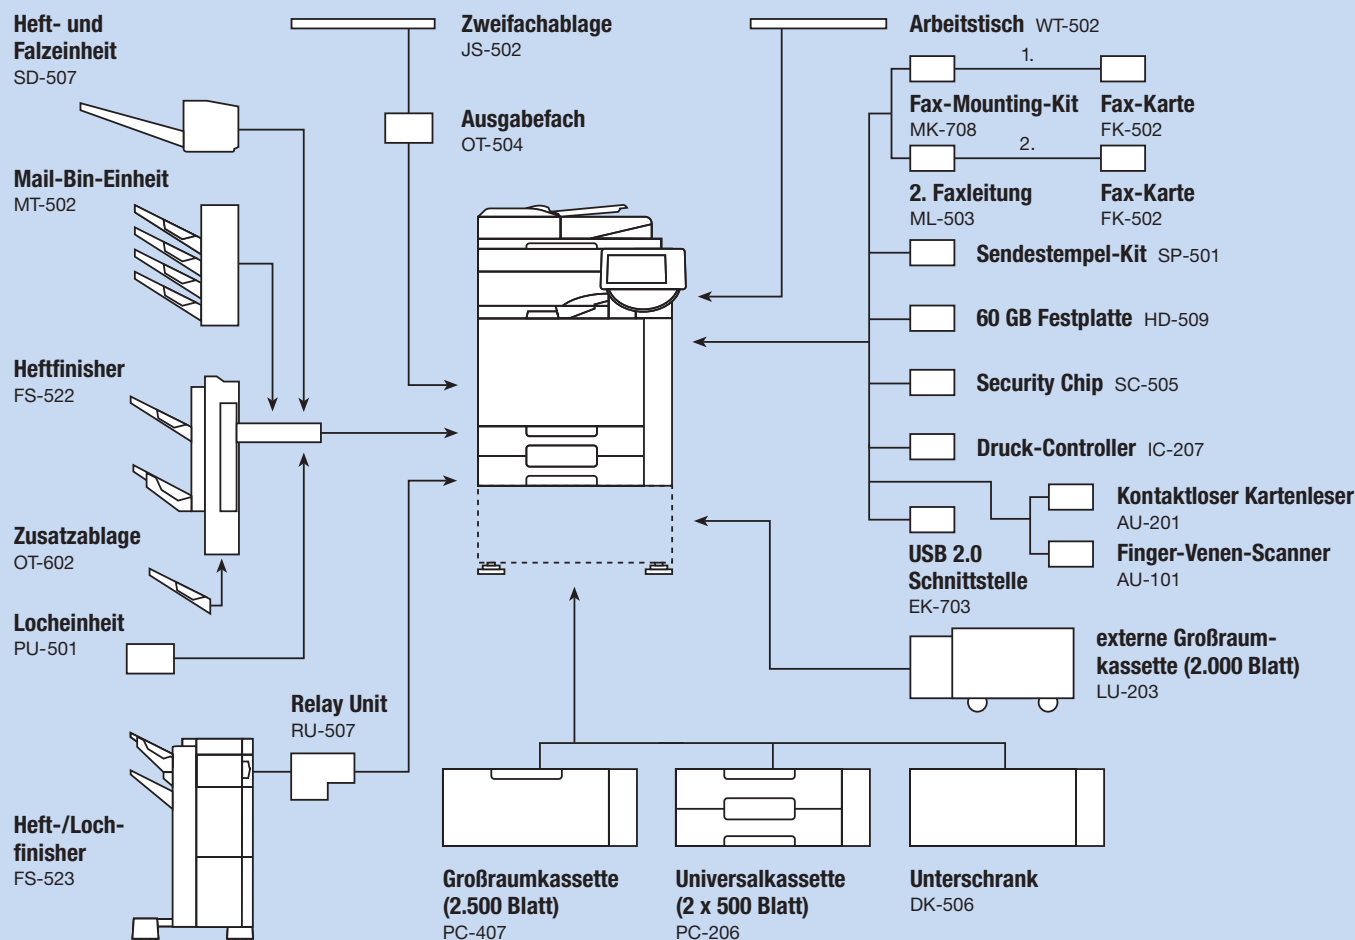 Heft- und
Falzeinheit
SD-507
Mail-Bin-Einheit
MT-502
Heftfinisher
FS-522
Zusatzablage
OT-602
Locheinheit
PU-501
Relay Unit
RU-507
Heft-/Loch-
finisher
FS-523
Zweifachablage
JS-502
Ausgabefach
OT-504
Arbeitstisch WT-502
1.
Fax-Mounting-Kit
MK-708
Fax-Karte
FK-502
2.
2. Faxleitung
ML-503
Fax-Karte
FK-502
Sendestempel-Kit SP-501
60 GB Festplatte HD-509
Security Chip SC-505
Druck-Controller IC-207
Kontaktloser Kartenleser
AU-201
Finger-Venen-Scanner
AU-101
USB 2.0
Schnittstelle
EK-703
externe Großraum-
kassette (2.000 Blatt)
LU-203
Großraumkassette
(2.500 Blatt)
PC-407
Universalkassette
(2 x 500 Blatt)
PC-206
Unterschrank
DK-506